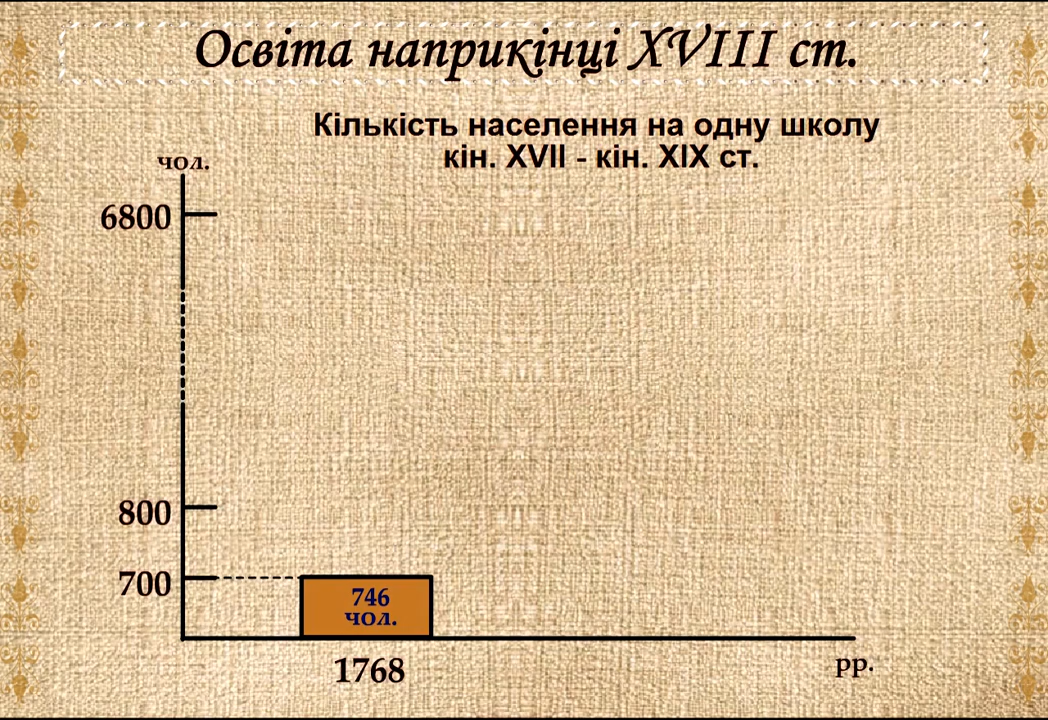 Освіта наприкінці XVIII ст.
Кількість населення на одну школу
кін. XVII - кін. XIX ст.
чол.
6800
800
700
746
чол.
1768
рр.